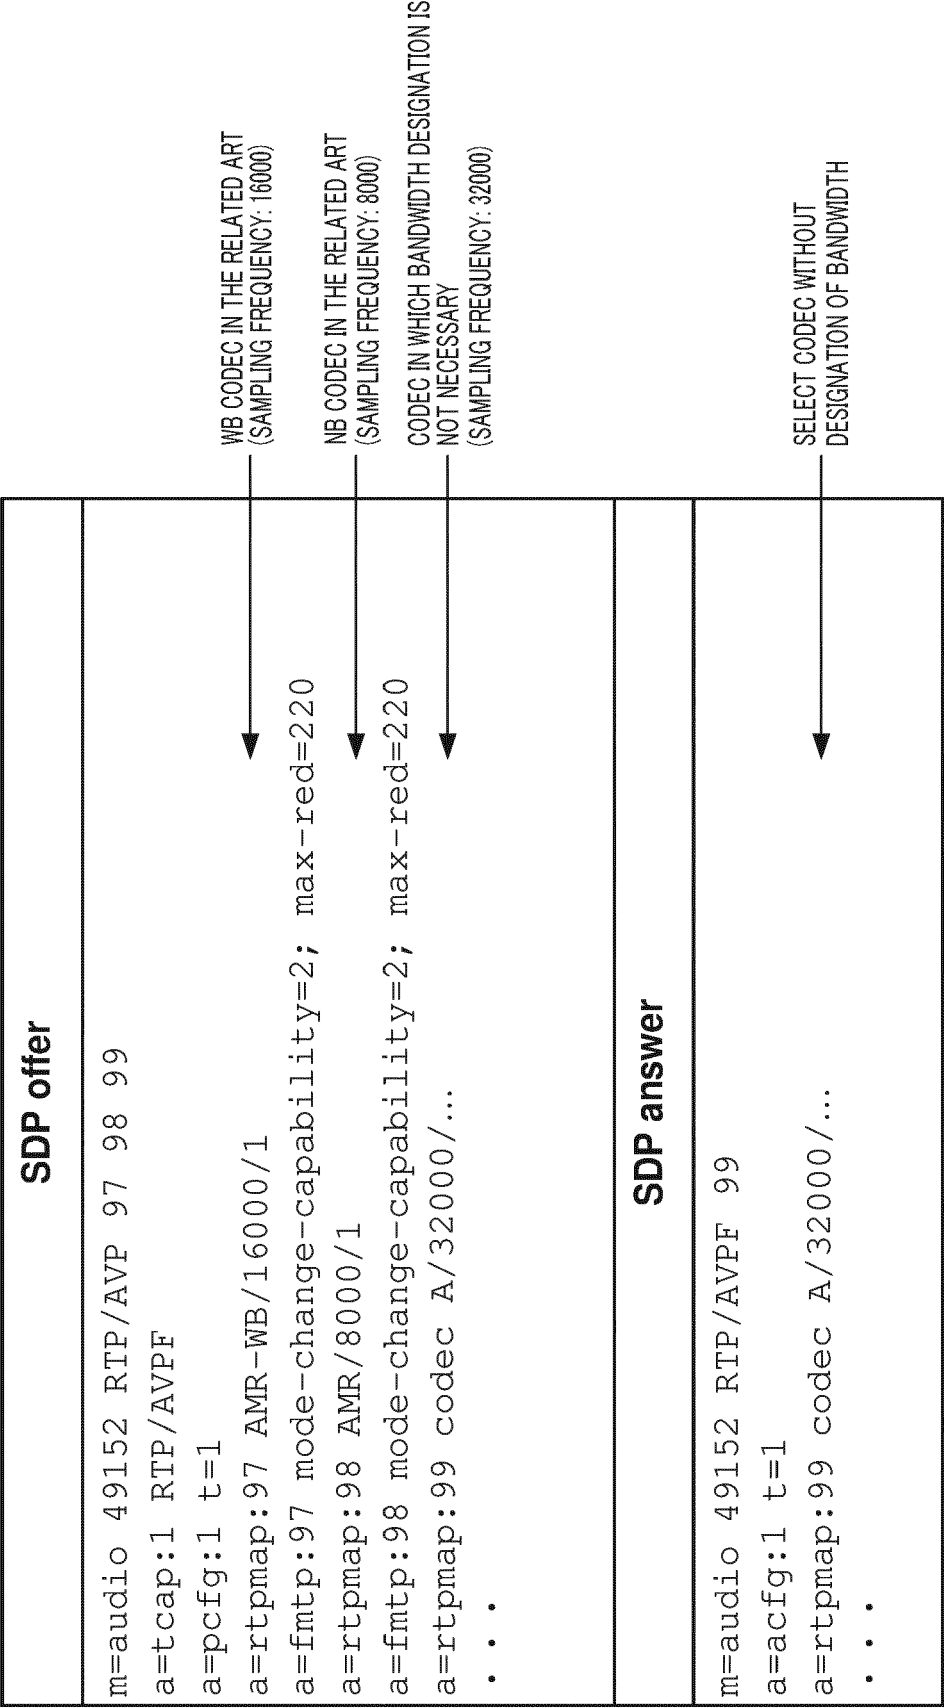 SDP offer
m=audio 49152 RTP/AVP 97 98 99
a=tcap:1 RTP/AVPF
a=pcfg:1 t=1
a=rtpmap:97 AMR-WB/16000/1
a=fmtp:97 mode-change-capability=2; max-red=220
a=rtpmap:98 AMR/8000/1
a=fmtp:98 mode-change-capability=2; max-red=220
a=rtpmap:99 codec A/32000/...
...
WB CODEC IN THE RELATED ART
(SAMPLING FREQUENCY: 16000)
NB CODEC IN THE RELATED ART
(SAMPLING FREQUENCY: 8000)
CODEC IN WHICH BANDWIDTH DESIGNATION IS
NOT NECESSARY
(SAMPLING FREQUENCY: 32000)
SDP answer
m=audio 49152 RTP/AVPF 99
a=acfg:1 t=1
a=rtpmap:99 codec A/32000/...
...
SELECT CODEC WITHOUT
DESIGNATION OF BANDWIDTH